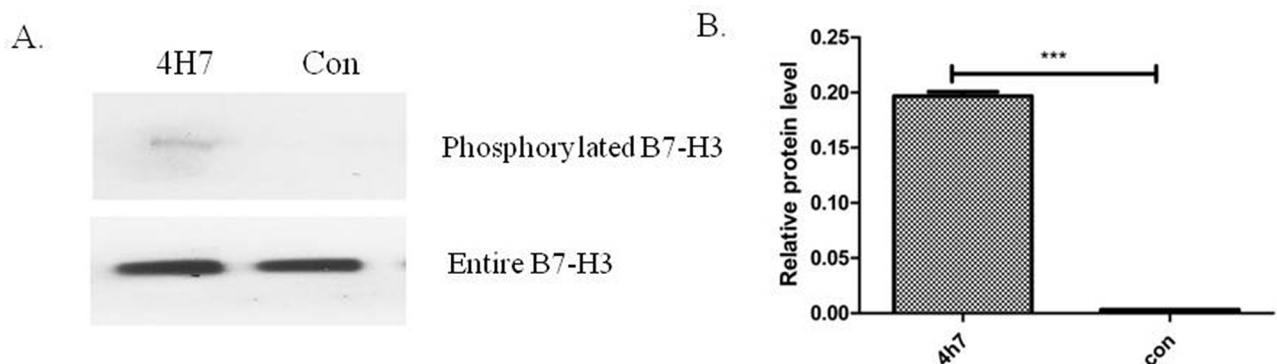 A.
4H7 Con
Phosphorylated B7-H3
Entire B7-H3
B.
Relative protein level
0.25
0.20
0.15
0.10
0.05
0.00
***
4h7
con